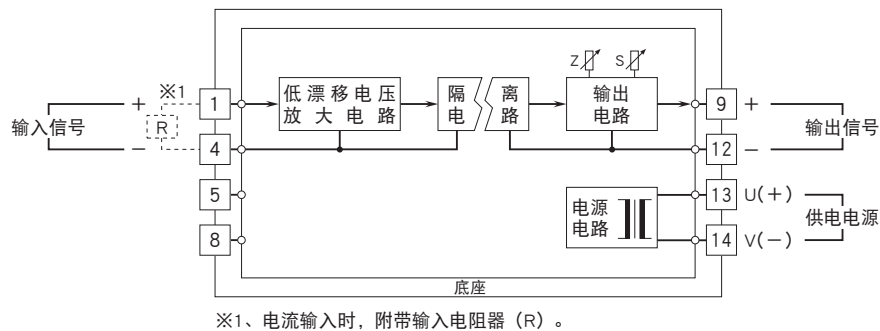 Z
S
※1
+
1
低漂移电压
放大电路
隔
电
离
路
输出
电路
9
+
输入信号
R
输出信号
−
4
12
−
5
13
U(+)
电源
电路
供电电源
8
14
V(−)
底座
※1、电流输入时，附带输入电阻器（R）。